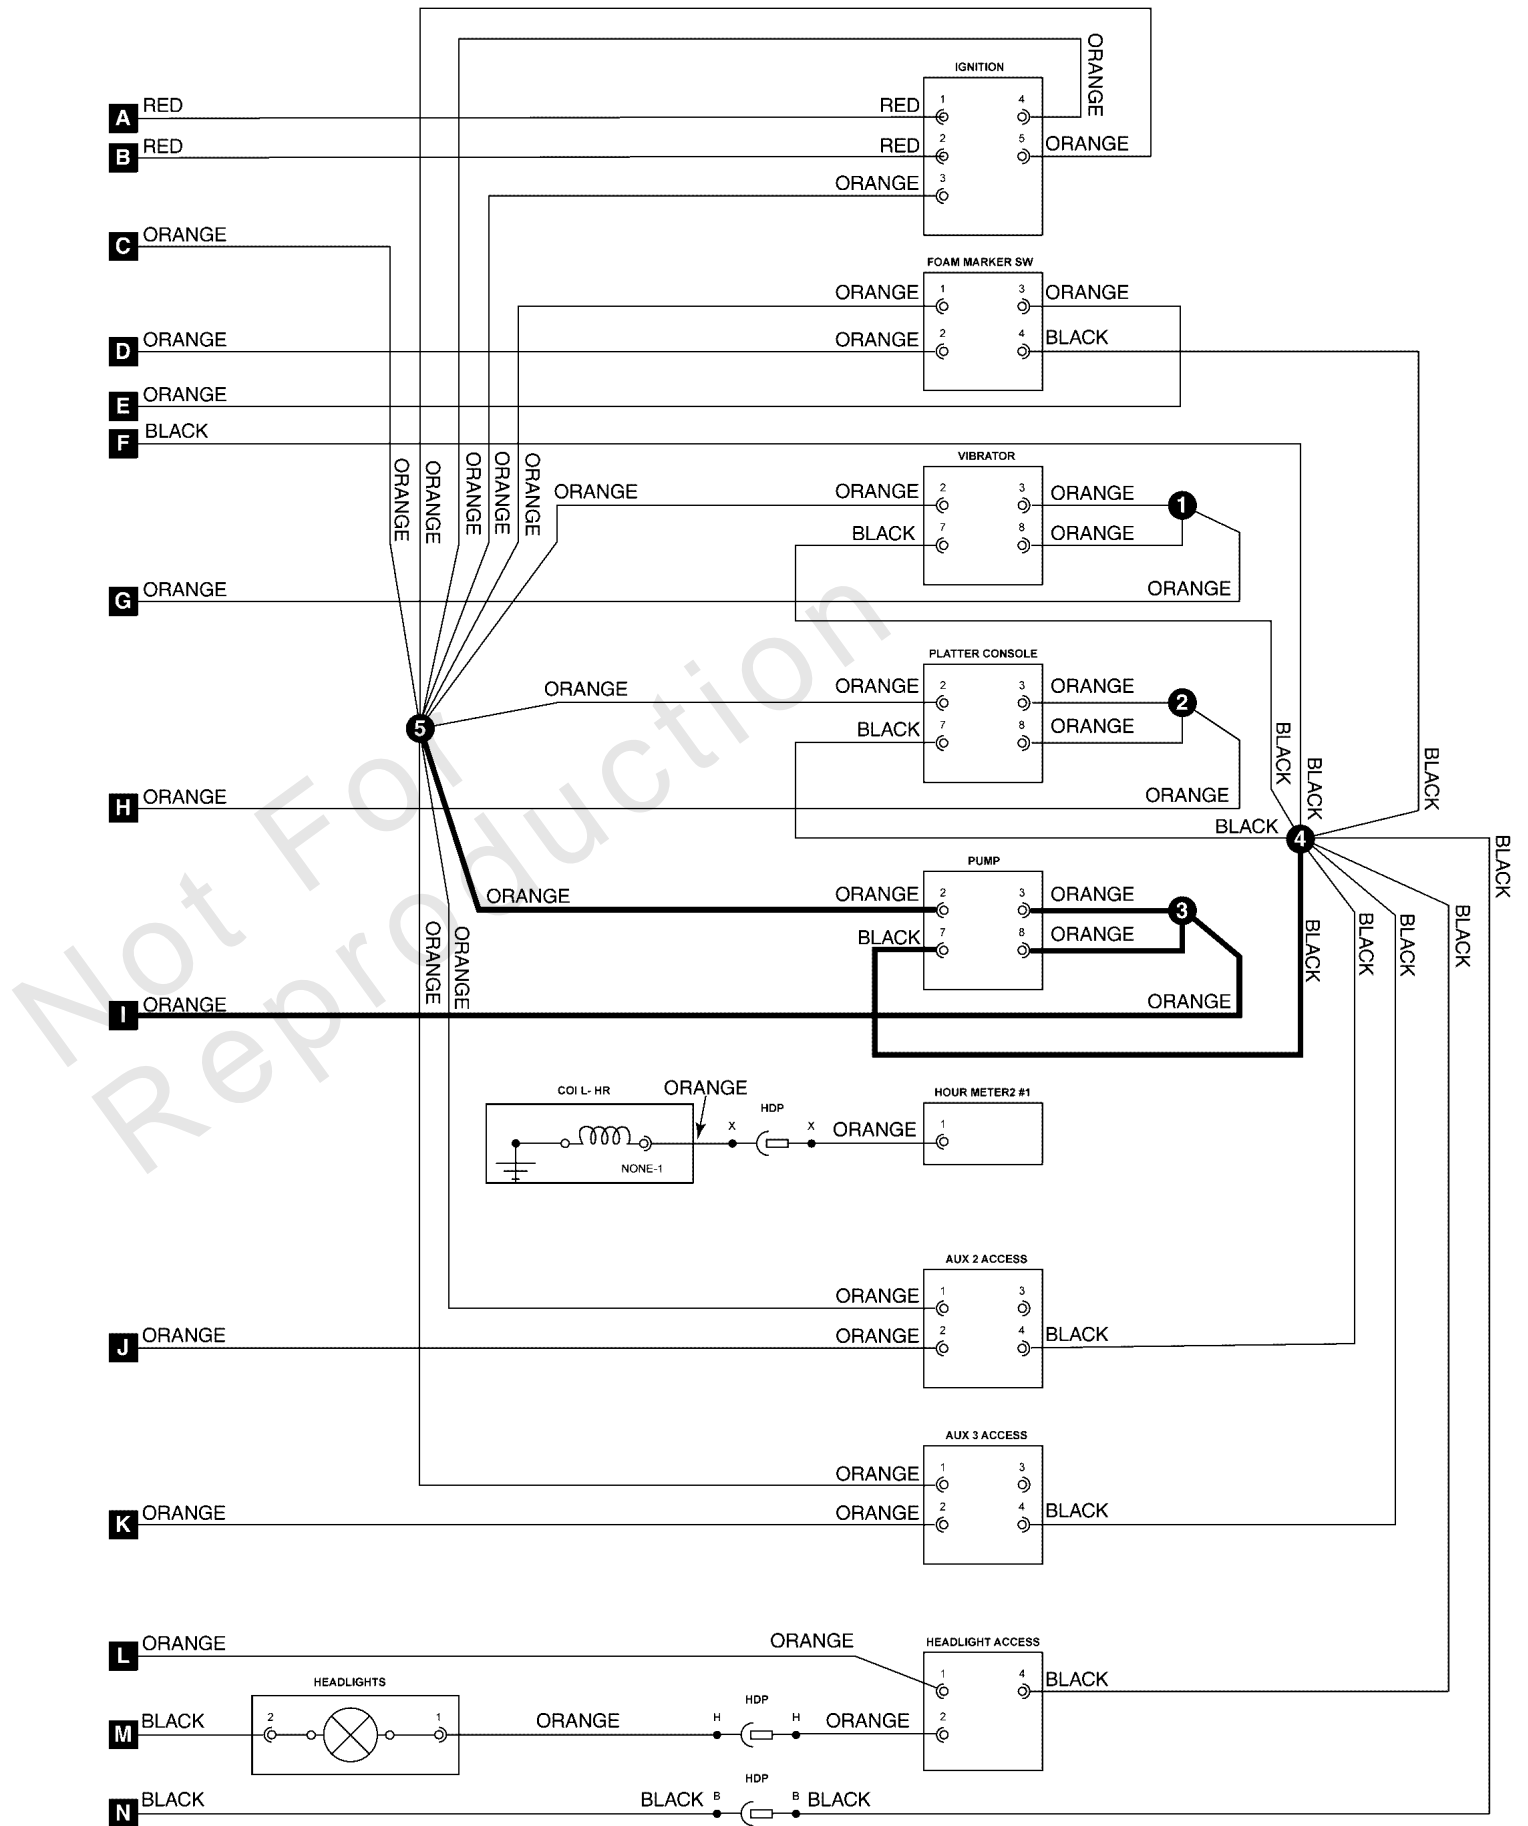 ORANGE
IGNITION
A RED RED 1 4
B RED RED 2 5 ORANGE
ORANGE 3
C ORANGE
FOAM MARKER SW
ORANGE 1 3 ORANGE
D ORANGE ORANGE 2 4 BLACK
E ORANGE
F BLACK
ORANGE ORANGE ORANGE ORANGE ORANGE
VIBRATOR
ORANGE ORANGE 2 3 ORANGE 1
BLACK 7 8 ORANGE
G ORANGE ORANGE
PLATTER CONSOLE
ORANGE ORANGE 2 3 ORANGE 2
5
BLACK 7 8 ORANGE
BLACK BLACK BLACK
H ORANGE ORANGE
BLACK 4
BLACK
PUMP
ORANGE ORANGE 2 3 ORANGE 3
BLACK 7 8 ORANGE
ORANGE ORANGE
BLACK BLACK BLACK BLACK
I ORANGE ORANGE
COI L- HR ORANGE HDP HOUR METER2 #1
X X ORANGE 1
NONE-1
AUX 2 ACCESS
ORANGE 1 3
J ORANGE ORANGE 2 4 BLACK
AUX 3 ACCESS
ORANGE 1 3
K ORANGE ORANGE 2 4 BLACK
L ORANGE ORANGE HEADLIGHT ACCESS
1 4 BLACK
HEADLIGHTS HDP
M BLACK 2 1 ORANGE H H ORANGE 2
HDP
N BLACK BLACK B B BLACK
Not For
Reproduction